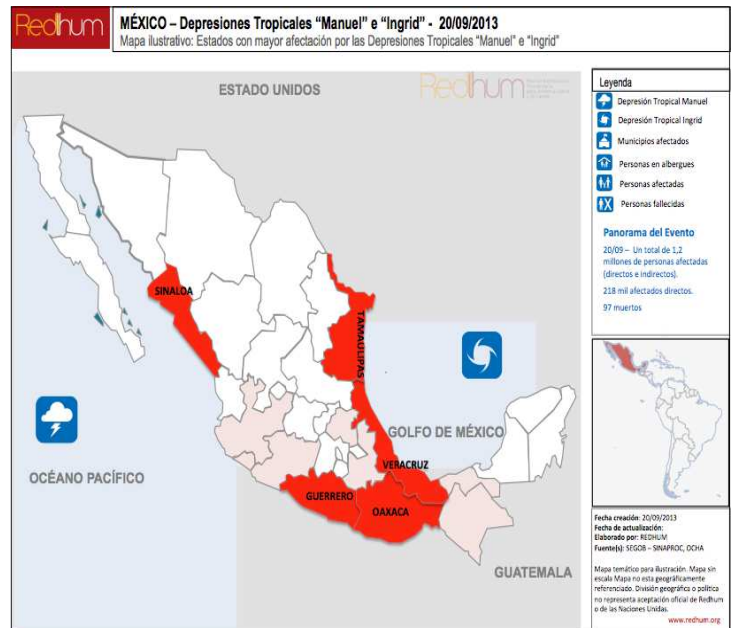 Redhum
MÉXICO – Depresiones Tropicales “Manuel” e “Ingrid” - 20/09/2013
Mapa ilustrativo: Estados con mayor afectación por las Depresiones Tropicales “Manuel” e “Ingrid”
Redhum
ESTADO UNIDOS
SINALOA
TAMAULIPAS
GOLFO DE MÉXICO
VERACRUZ
OCÉANO PACÍFICO
GUERRERO
OAXACA
GUATEMALA
Leyenda
Depresión Tropical Manuel
Depresión Tropical Ingrid
Municipios afectados
Personas en albergues
Personas afectadas
Personas fallecidas
Panorama del Evento
20/09 – Un total de 1,2
millones de personas afectadas
(directos e indirectos).
218 mil afectados directos.
97 muertos
Fecha creación: 20/09/2013
Fecha de actualización:
Elaborado por: REDHUM
Fuente(s): SEGOB – SINAPROC, OCHA
Mapa temático para ilustración. Mapa sin
escala Mapa no esta geográficamente
referenciado. División geográfica o política
no representa aceptación oficial de Redhum
o de las Naciones Unidas.
www.redhum.org